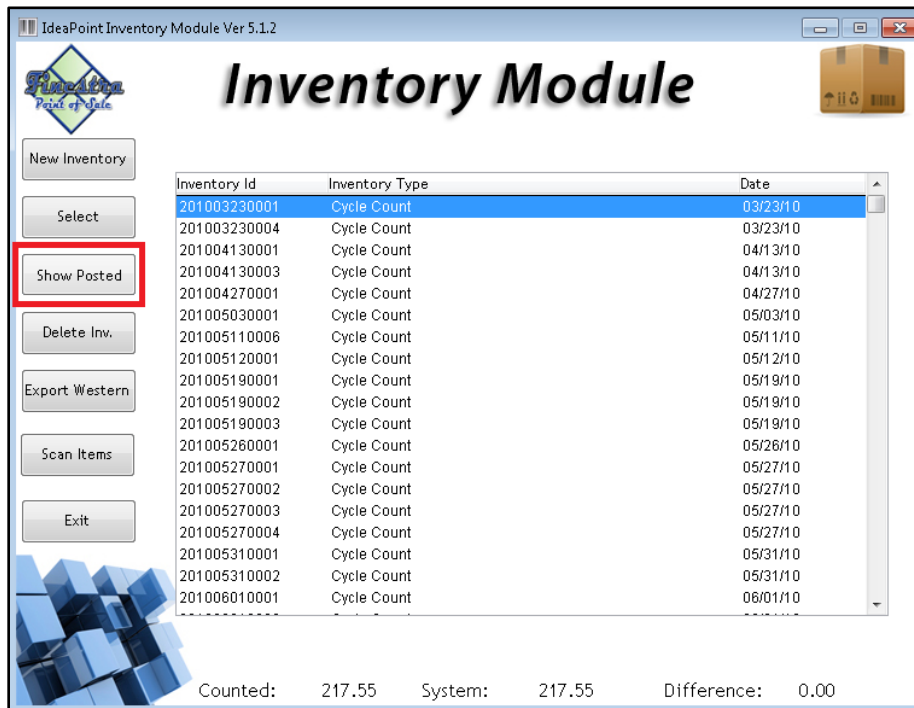 IdeaPoint Inventory Module Ver 5.1.2
Finestra
Point of Sale
Inventory Module
New Inventory
Select
Show Posted
Delete Inv.
Export Western
Scan Items
Exit
Inventory Id Inventory Type Date
201003230001 Cycle Count 03/23/10
201003230004 Cycle Count 03/23/10
201004130001 Cycle Count 04/13/10
201004130003 Cycle Count 04/13/10
201004270001 Cycle Count 04/27/10
201005030001 Cycle Count 05/03/10
201005110006 Cycle Count 05/11/10
201005120001 Cycle Count 05/12/10
201005190001 Cycle Count 05/19/10
201005190002 Cycle Count 05/19/10
201005190003 Cycle Count 05/19/10
201005260001 Cycle Count 05/26/10
201005270001 Cycle Count 05/27/10
201005270002 Cycle Count 05/27/10
201005270003 Cycle Count 05/27/10
201005270004 Cycle Count 05/27/10
201005310001 Cycle Count 05/31/10
201005310002 Cycle Count 05/31/10
201006010001 Cycle Count 06/01/10
Counted: 217.55 System: 217.55 Difference: 0.00